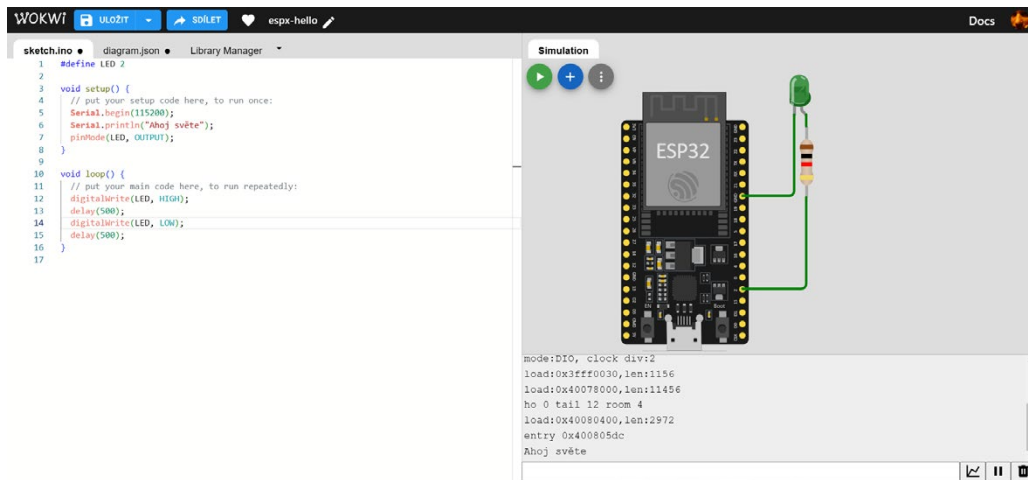 WOKWi ULOŽIT SDÍLET espx-hello Docs
sketch.ino diagram.json Library Manager
1 #define LED 2
2
3 void setup() {
4 // put your setup code here, to run once:
5 Serial.begin(115200);
6 Serial.println("Ahoj světe");
7 pinMode(LED, OUTPUT);
8 }
9
10 void loop() {
11 // put your main code here, to run repeatedly:
12 digitalWrite(LED, HIGH);
13 delay(500);
14 digitalWrite(LED, LOW);
15 delay(500);
16 }
17
Simulation
ESP32
EN Boot
mode:DIO, clock div:2
load:0x3fff0030,len:1156
load:0x40078000,len:11456
ho 0 tail 12 room 4
load:0x40080400,len:2972
entry 0x400805dc
Ahoj světe